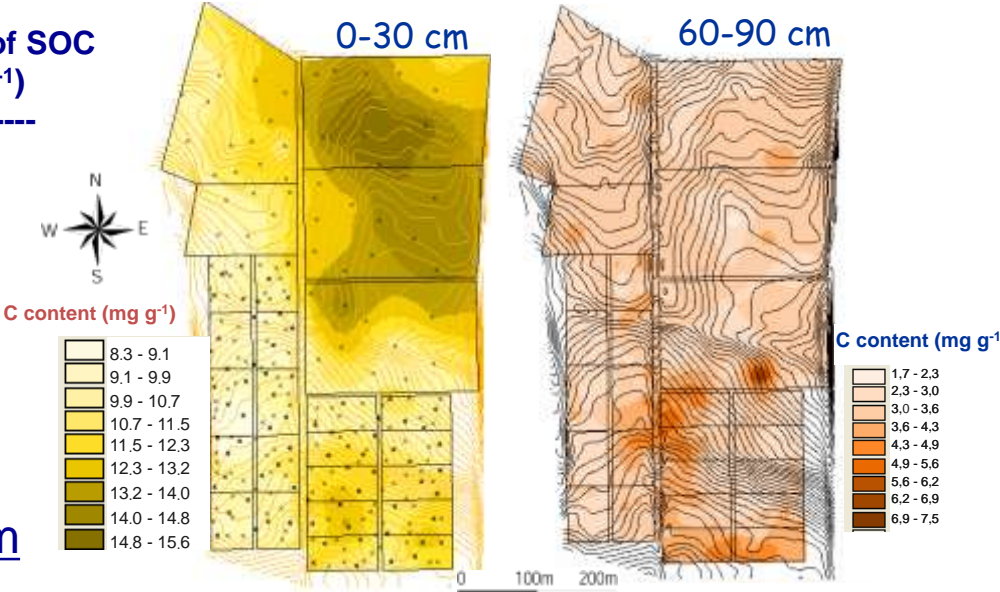 of SOC
-1)
----
0-30 cm
60-90 cm
N
W E
S
C content (mg g-1)
8.3 - 9.1
9.1 - 9.9
9.9 - 10.7
10.7 - 11.5
11.5 - 12.3
12.3 - 13.2
13.2 - 14.0
14.0 - 14.8
14.8 - 15.6
C content (mg g-1
1,7 - 2,3
2,3 - 3,0
3,0 - 3,6
3,6 - 4,3
4,3 - 4,9
4,9 - 5,6
5,6 - 6,2
6,2 - 6,9
6,9 - 7,5
m
0 100m 200m